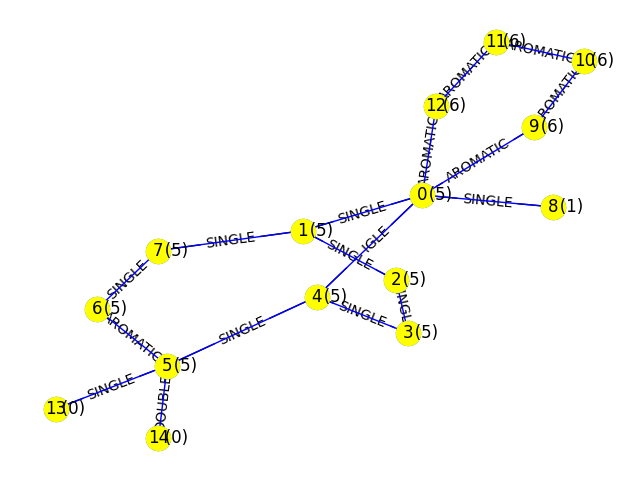 11(6)
AROMATIC
10(6)
AROMATIC
AROMATIC
12(6)
9(6)
AROMATIC
AROMATIC
0(5)
SINGLE
8(1)
SINGLE
1(5)
SINGLE
7(5)
SINGLE
2(5)
SINGLE
4(5)
6(5)
SINGLE
3(5)
SINGLE
AROMATIC
5(5)
SINGLE
13(0)
DOUBLE
14(0)